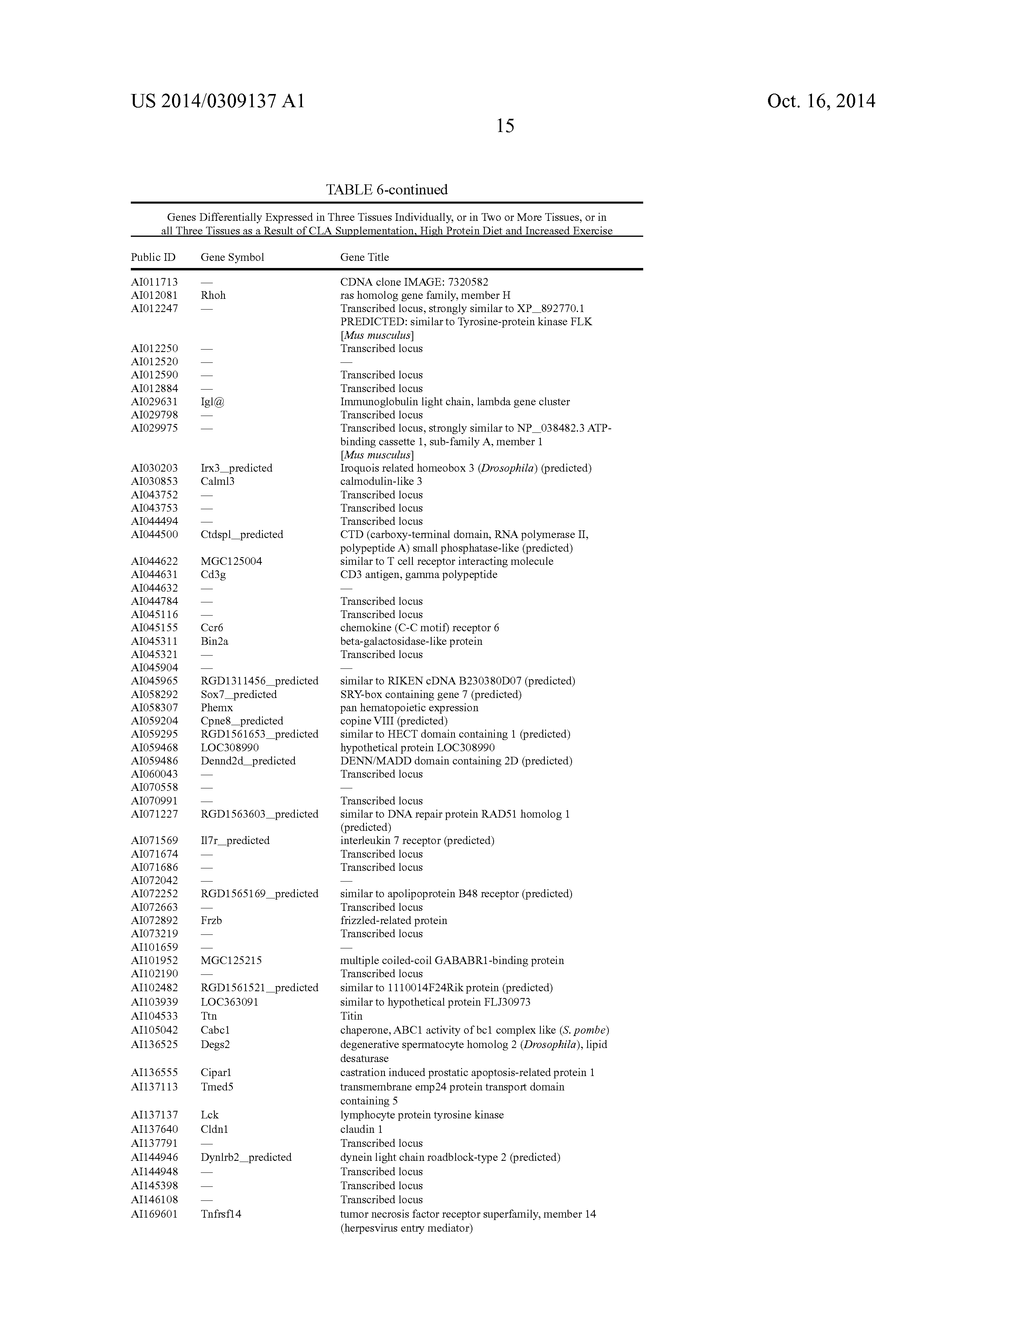 US 2014/0309137 A1 Oct. 16, 2014
15
TABLE 6-continued
Genes Differentially Expressed in Three Tissues Individually, or in Two or More Tissues, or in
all Three Tissues as a Result of CLA Supplementation, High Protein Diet and Increased Exercise
Public ID Gene Symbol Gene Title
AI011713 — CDNA clone IMAGE: 7320582
AI012081 Rhoh ras homolog gene family, member H
AI012247 — Transcribed locus, strongly similar to XP_892770.1
PREDICTED: similar to Tyrosine-protein kinase FLK
[Mus musculus]
AI012250 — Transcribed locus
AI012520 — —
AI012590 — Transcribed locus
AI012884 — Transcribed locus
AI029631 Igl@ Immunoglobulin light chain, lambda gene cluster
AI029798 — Transcribed locus
AI029975 — Transcribed locus, strongly similar to NP_038482.3 ATP-
binding cassette 1, sub-family A, member 1
[Mus musculus]
AI030203 Irx3_predicted Iroquois related homeobox 3 (Drosophila) (predicted)
AI030853 Calml3 calmodulin-like 3
AI043752 — Transcribed locus
AI043753 — Transcribed locus
AI044494 — Transcribed locus
AI044500 Ctdspl_predicted CTD (carboxy-terminal domain, RNA polymerase II,
polypeptide A) small phosphatase-like (predicted)
AI044622 MGC125004 similar to T cell receptor interacting molecule
AI044631 Cd3g CD3 antigen, gamma polypeptide
AI044632 — —
AI044784 — Transcribed locus
AI045116 — Transcribed locus
AI045155 Ccr6 chemokine (C-C motif) receptor 6
AI045311 Bin2a beta-galactosidase-like protein
AI045321 — Transcribed locus
AI045904 — —
AI045965 RGD1311456_predicted similar to RIKEN cDNA B230380D07 (predicted)
AI058292 Sox7_predicted SRY-box containing gene 7 (predicted)
AI058307 Phemx pan hematopoietic expression
AI059204 Cpne8_predicted copine VIII (predicted)
AI059295 RGD1561653_predicted similar to HECT domain containing 1 (predicted)
AI059468 LOC308990 hypothetical protein LOC308990
AI059486 Dennd2d_predicted DENN/MADD domain containing 2D (predicted)
AI060043 — Transcribed locus
AI070558 — —
AI070991 — Transcribed locus
AI071227 RGD1563603_predicted similar to DNA repair protein RAD51 homolog 1
(predicted)
AI071569 Il7r_predicted interleukin 7 receptor (predicted)
AI071674 — Transcribed locus
AI071686 — Transcribed locus
AI072042 — —
AI072252 RGD1565169_predicted similar to apolipoprotein B48 receptor (predicted)
AI072663 — Transcribed locus
AI072892 Frzb frizzled-related protein
AI073219 — Transcribed locus
AI101659 — —
AI101952 MGC125215 multiple coiled-coil GABABR1-binding protein
AI102190 — Transcribed locus
AI102482 RGD1561521_predicted similar to 1110014F24Rik protein (predicted)
AI103939 LOC363091 similar to hypothetical protein FLJ30973
AI104533 Ttn Titin
AI105042 Cabc1 chaperone, ABC1 activity of bc1 complex like (S. pombe)
AI136525 Degs2 degenerative spermatocyte homolog 2 (Drosophila), lipid
desaturase
AI136555 Cipar1 castration induced prostatic apoptosis-related protein 1
AI137113 Tmed5 transmembrane emp24 protein transport domain
containing 5
AI137137 Lck lymphocyte protein tyrosine kinase
AI137640 Cldn1 claudin 1
AI137791 — Transcribed locus
AI144946 Dynlrb2_predicted dynein light chain roadblock-type 2 (predicted)
AI144948 — Transcribed locus
AI145398 — Transcribed locus
AI146108 — Transcribed locus
AI169601 Tnfrsf14 tumor necrosis factor receptor superfamily, member 14
(herpesvirus entry mediator)